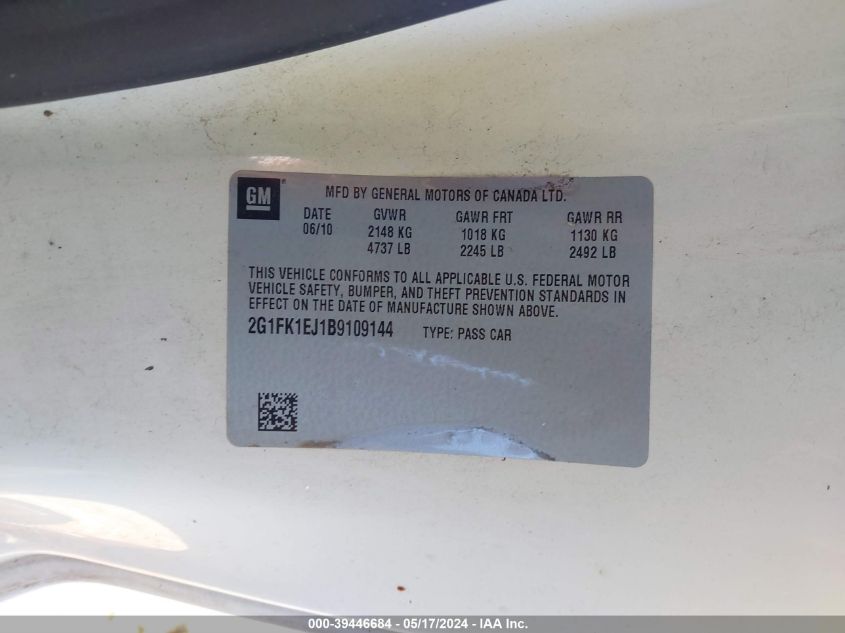 GM ®
MFD BY GENERAL MOTORS OF CANADA LTD.
DATE GVWR GAWR FRT GAWR RR
06/10 2148 KG 1018 KG 1130 KG
4737 LB 2245 LB 2492 LB
THIS VEHICLE CONFORMS TO ALL APPLICABLE U.S. FEDERAL MOTOR
VEHICLE SAFETY, BUMPER, AND THEFT PREVENTION STANDARDS IN
EFFECT ON THE DATE OF MANUFACTURE SHOWN ABOVE.
2G1FK1EJ1B9109144 TYPE: PASS CAR
000-39446684 - 05/17/2024 - IAA Inc.